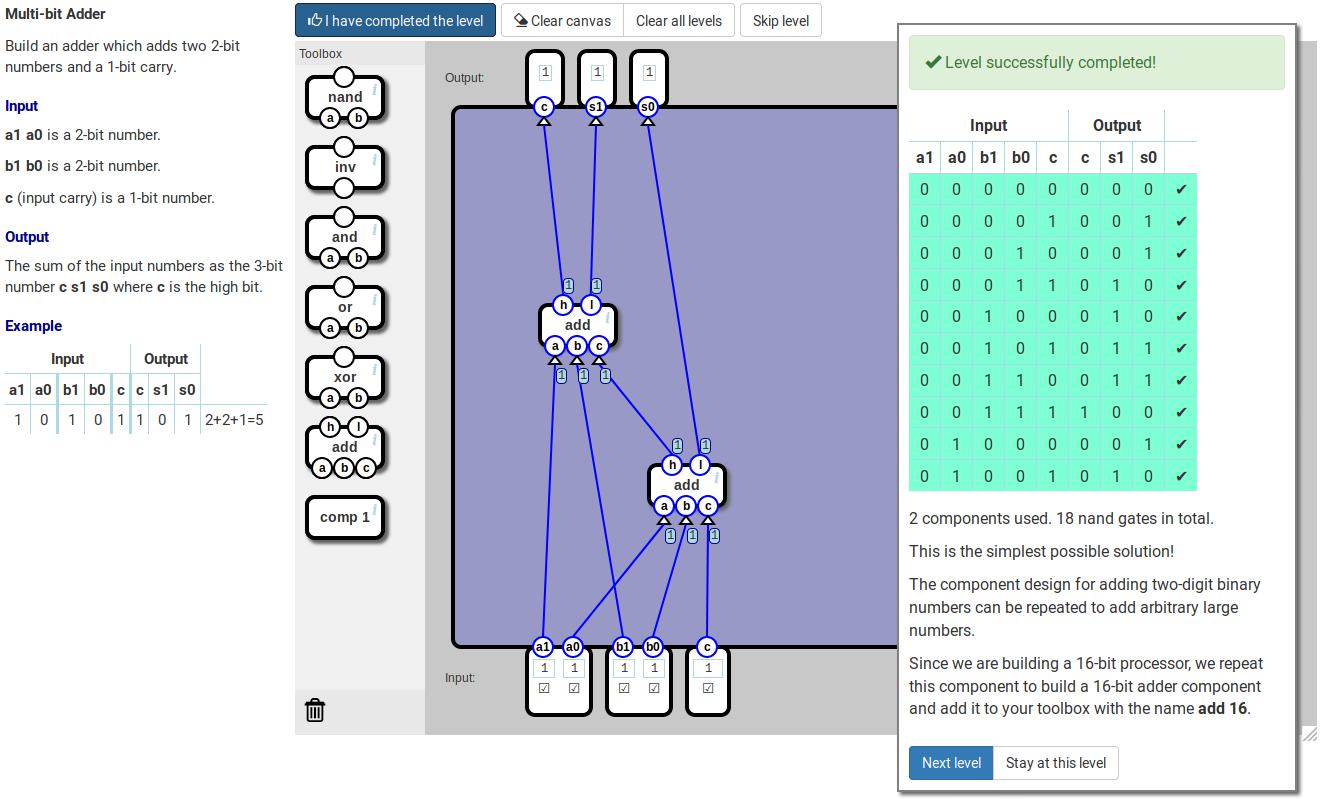 Multi-bit Adder
Build an adder which adds two 2-bit
numbers and a 1-bit carry.
Input
a1 a0 is a 2-bit number.
b1 b0 is a 2-bit number.
c (input carry) is a 1-bit number.
Output
The sum of the input numbers as the 3-bit
number c s1 s0 where c is the high bit.
Example
Input Output
a1 a0 b1 b0 c c s1 s0
1 0 1 0 1 1 0 1 2+2+1=5
I have completed the level
Clear canvas
Clear all levels
Skip level
Toolbox
nand
a b
inv
and
a b
or
a b
xor
a b
h l
add
a b c
comp 1
Output:
1 1 1
c s1 s0
1 1
h l
add
a b c
1 1 1
1 1
h l
add
a b c
1 1 1
a1 a0 b1 b0 c
Input:
1 1 1 1 1
Level successfully completed!
Input Output
a1 a0 b1 b0 c c s1 s0
0 0 0 0 0 0 0 0 ✔
0 0 0 0 1 0 0 1 ✔
0 0 0 1 0 0 0 1 ✔
0 0 0 1 1 0 1 0 ✔
0 0 1 0 0 0 1 0 ✔
0 0 1 0 1 0 1 1 ✔
0 0 1 1 0 0 1 1 ✔
0 0 1 1 1 1 0 0 ✔
0 1 0 0 0 0 0 1 ✔
0 1 0 0 1 0 1 0 ✔
2 components used. 18 nand gates in total.
This is the simplest possible solution!
The component design for adding two-digit binary
numbers can be repeated to add arbitrary large
numbers.
Since we are building a 16-bit processor, we repeat
this component to build a 16-bit adder component
and add it to your toolbox with the name add 16.
Next level
Stay at this level